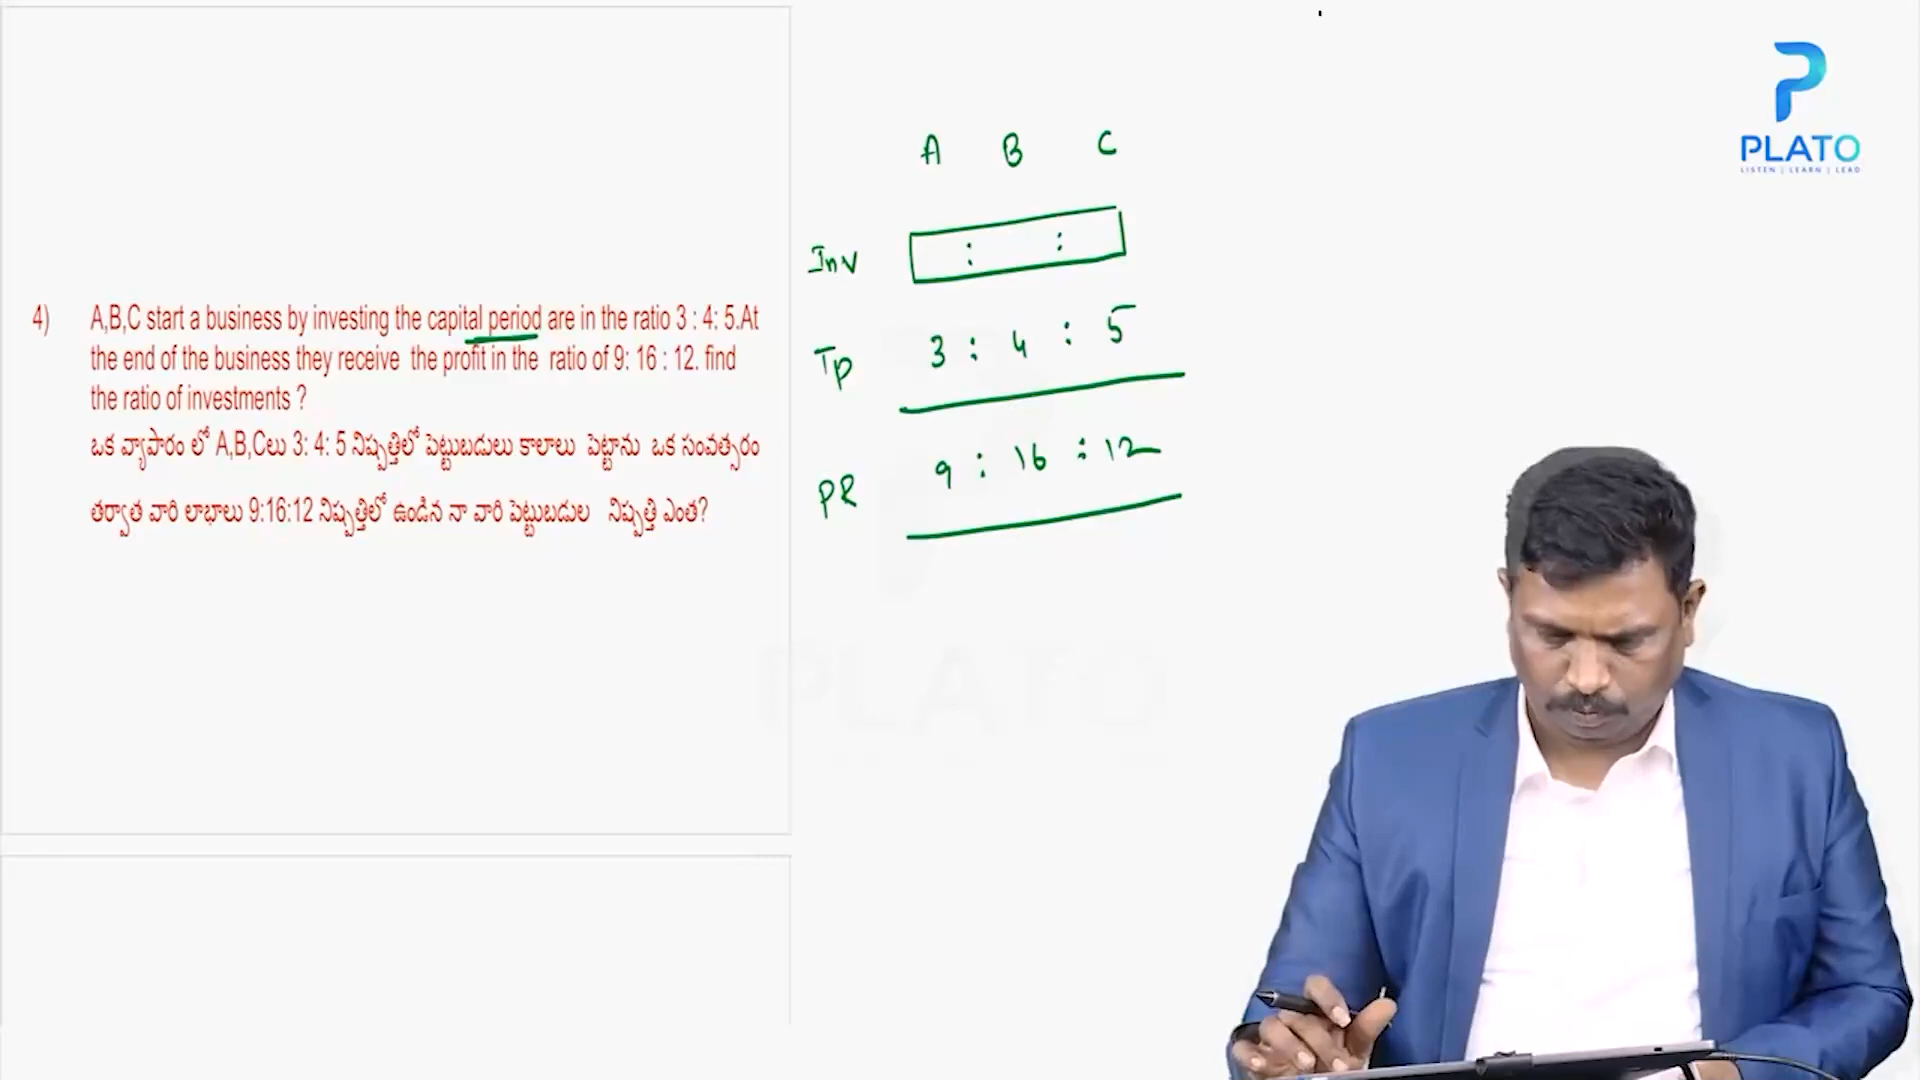 PLATO
LISTEN | LEARN | LEAD
A B C
Inv : :
Tp 3 : 4 : 5
PR 9 : 16 : 12
4) A,B,C start a business by investing the capital period are in the ratio 3 : 4: 5.At
the end of the business they receive the profit in the ratio of 9: 16 : 12. find
the ratio of investments ?
ఒక వ్యాపారం లో A,B,Cలు 3: 4: 5 నిష్పత్తిలో పెట్టుబడులు కాలాలు పెట్టాను ఒక సంవత్సరం
తర్వాత వారి లాభాలు 9:16:12 నిష్పత్తిలో ఉండిన నా వారి పెట్టుబడుల నిష్పత్తి ఎంత?
PLATO